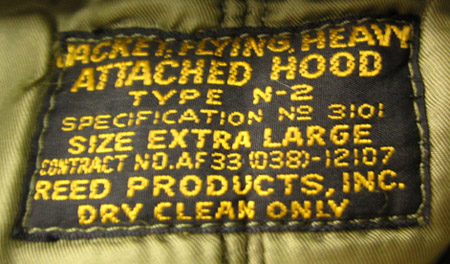 JACKET, FLYING, HEAVY
ATTACHED HOOD
TYPE N-2
SPECIFICATION Nº 3101
SIZE EXTRA LARGE
CONTRACT NO. AF33(038)-12107
REED PRODUCTS, INC.
DRY CLEAN ONLY